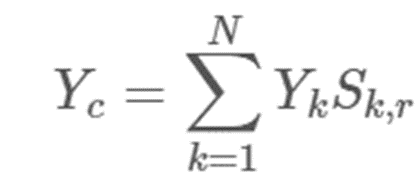 Y_c = \sum_{k=1}^{N} Y_k S_{k,r}